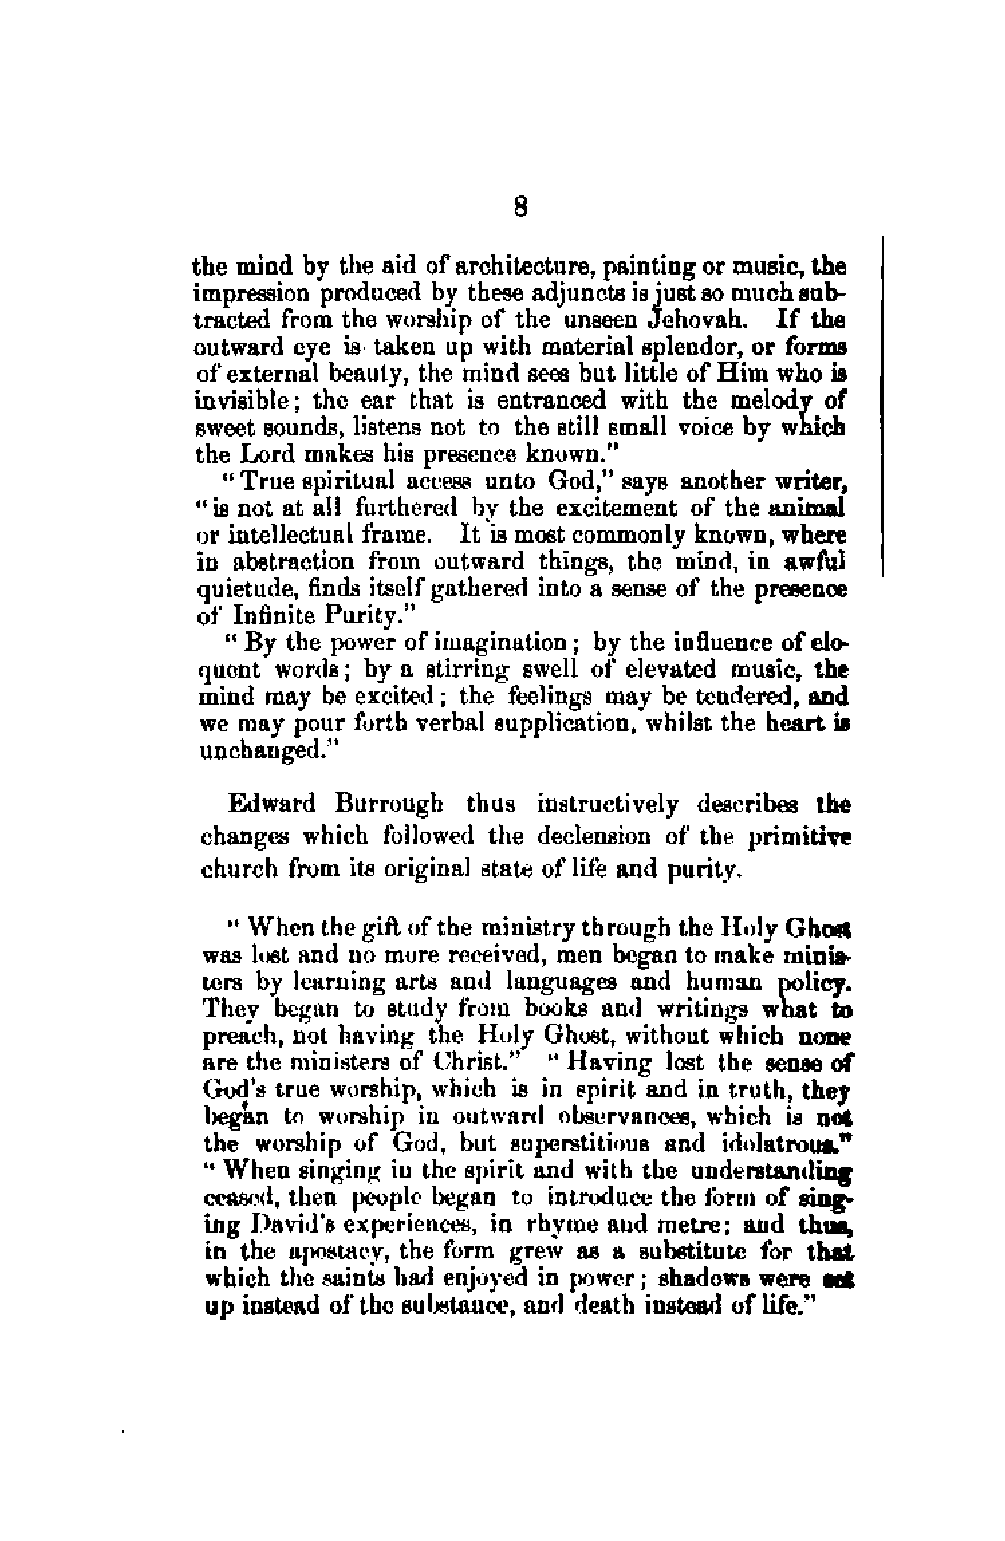 8
the mind by the aid of architecture, painting or music, the
impression produced by these adjuncts is just so much sub-
tracted from the worship of the unseen Jehovah. If the
outward eye is taken up with material splendor, or forms
of external beauty, the mind sees but little of Him who is
invisible; the ear that is entranced with the melody of
sweet sounds, listens not to the still small voice by which
the Lord makes his presence known."
"True spiritual access unto God," says another writer,
"is not at all furthered by the excitement of the animal
or intellectual frame. It is most commonly known, where
in abstraction from outward things, the mind, in awful
quietude, finds itself gathered into a sense of the presence
of Infinite Purity."
"By the power of imagination; by the influence of elo-
quent words; by a stirring swell of elevated music, the
mind may be excited; the feelings may be tendered, and
we may pour forth verbal supplication, whilst the heart is
unchanged."
Edward Burrough thus instructively describes the
changes which followed the declension of the primitive
church from its original state of life and purity.
"When the gift of the ministry through the Holy Ghost
was lost and no more received, men began to make minis-
ters by learning arts and languages and human policy.
They began to study from books and writings what to
preach, not having the Holy Ghost, without which none
are the ministers of Christ." "Having lost the sense of
God's true worship, which is in spirit and in truth, they
began to worship in outward observances, which is not
the worship of God, but superstitious and idolatrous."
"When singing in the spirit and with the understanding
ceased, then people began to introduce the form of sing-
ing David's experiences, in rhyme and metre; and thus,
in the apostacy, the form grew as a substitute for that
which the saints had enjoyed in power; shadows were set
up instead of the substance, and death instead of life."